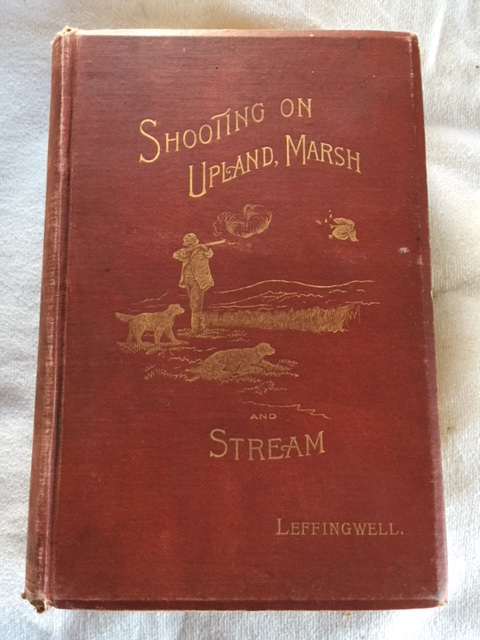 SHOOTING ON
UPLAND, MARSH
AND
STREAM
LEFFINGWELL.